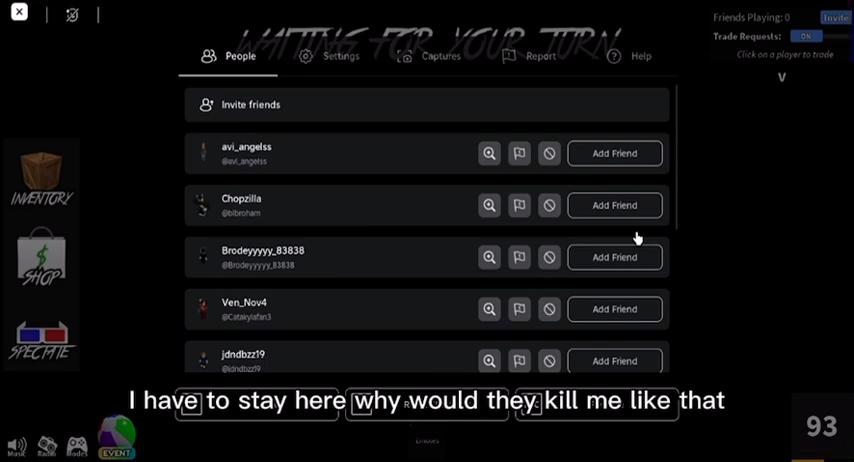 WAITING FOR YOUR TURN
Friends Playing: 0
Invite
Trade Requests:
ON
Click on a player to trade
V
People
Settings
Captures
Report
Help
Invite friends
avi_angelss
@avi_angelss
Add Friend
Chopzilla
@blbroham
Add Friend
Brodeyyyyy_83838
@Brodeyyyyy_83838
Add Friend
Ven_Nov4
@Catakylafan3
Add Friend
jdndbzz19
@jdndbzz19
Add Friend
INVENTORY
SHOP
SPECTATE
I have to stay here why would they kill me like that
Music
Radio
Modes
EVENT
Emotes
93